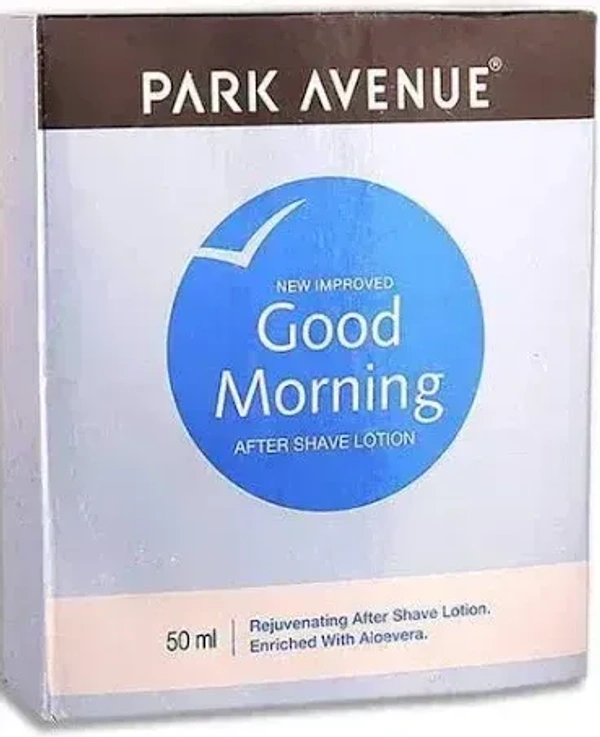 PARK AVENUE®
NEW IMPROVED
Good
Morning
AFTER SHAVE LOTION
50 ml
Rejuvenating After Shave Lotion.
Enriched With Aloevera.